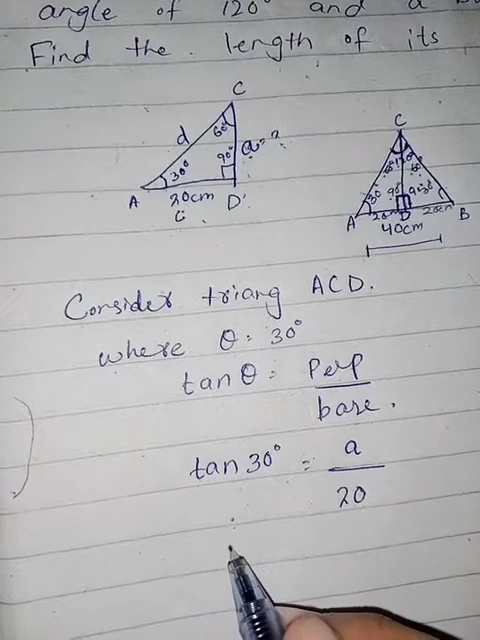 angle of 120° and a
Find the length of its
C
d
60°
a = ?
90°
30°
A
20cm
D
C
30°
90°
A
20cm
D
20cm
B
40cm
Consider triang ACD.
where θ = 30°
tan θ = Perp
base.
tan 30° = a
20